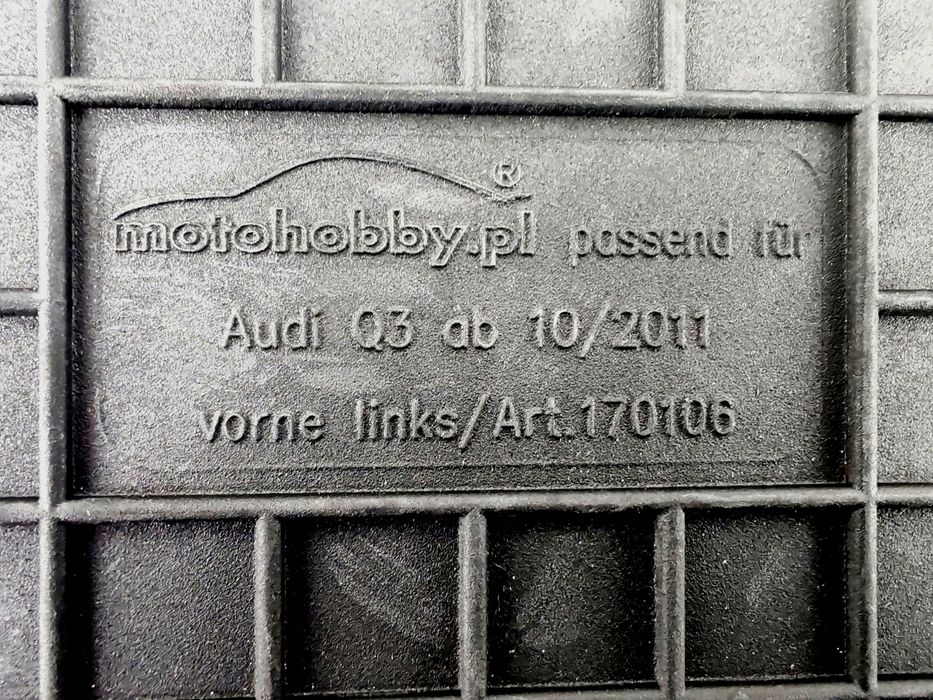 motohobby.pl ® passend für
Audi Q3 ab 10/2011
vorne links/Art.170106